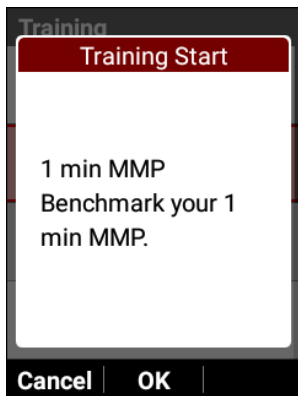 Training
Training Start
1 min MMP
Benchmark your 1
min MMP.
Cancel OK